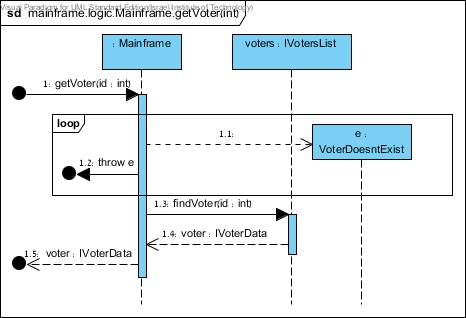 Visual Paradigm for UML Standard Edition(Israel Institute of Technology)
sd mainframe.logic.Mainframe.getVoter(int)
: Mainframe
voters : IVotersList
1: getVoter(id : int)
loop
1.1:
e :
VoterDoesntExist
1.2: throw e
1.3: findVoter(id : int)
1.4: voter : IVoterData
1.5: voter : IVoterData